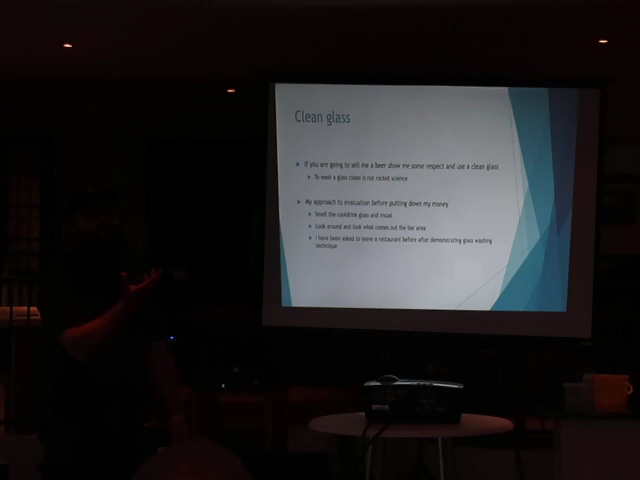 Clean glass
If you are going to sell me a beer show me some respect and use a clean glass
To wash a glass clean is not rocket science
My approach to evaluation before putting down my money
Smell the cooldrink glass and visual
Look around and look what comes out the bar area
I have been asked to leave a restaurant before after demonstrating glass washing
technique